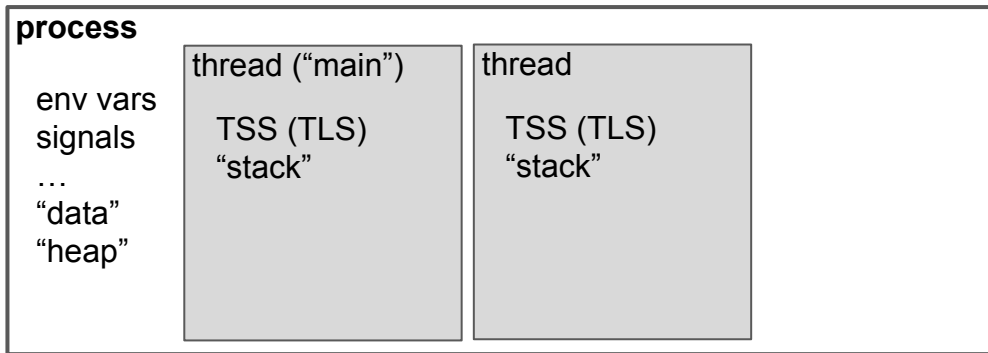 process
env vars
signals
…
“data”
“heap”
thread (“main”)
TSS (TLS)
“stack”
thread
TSS (TLS)
“stack”